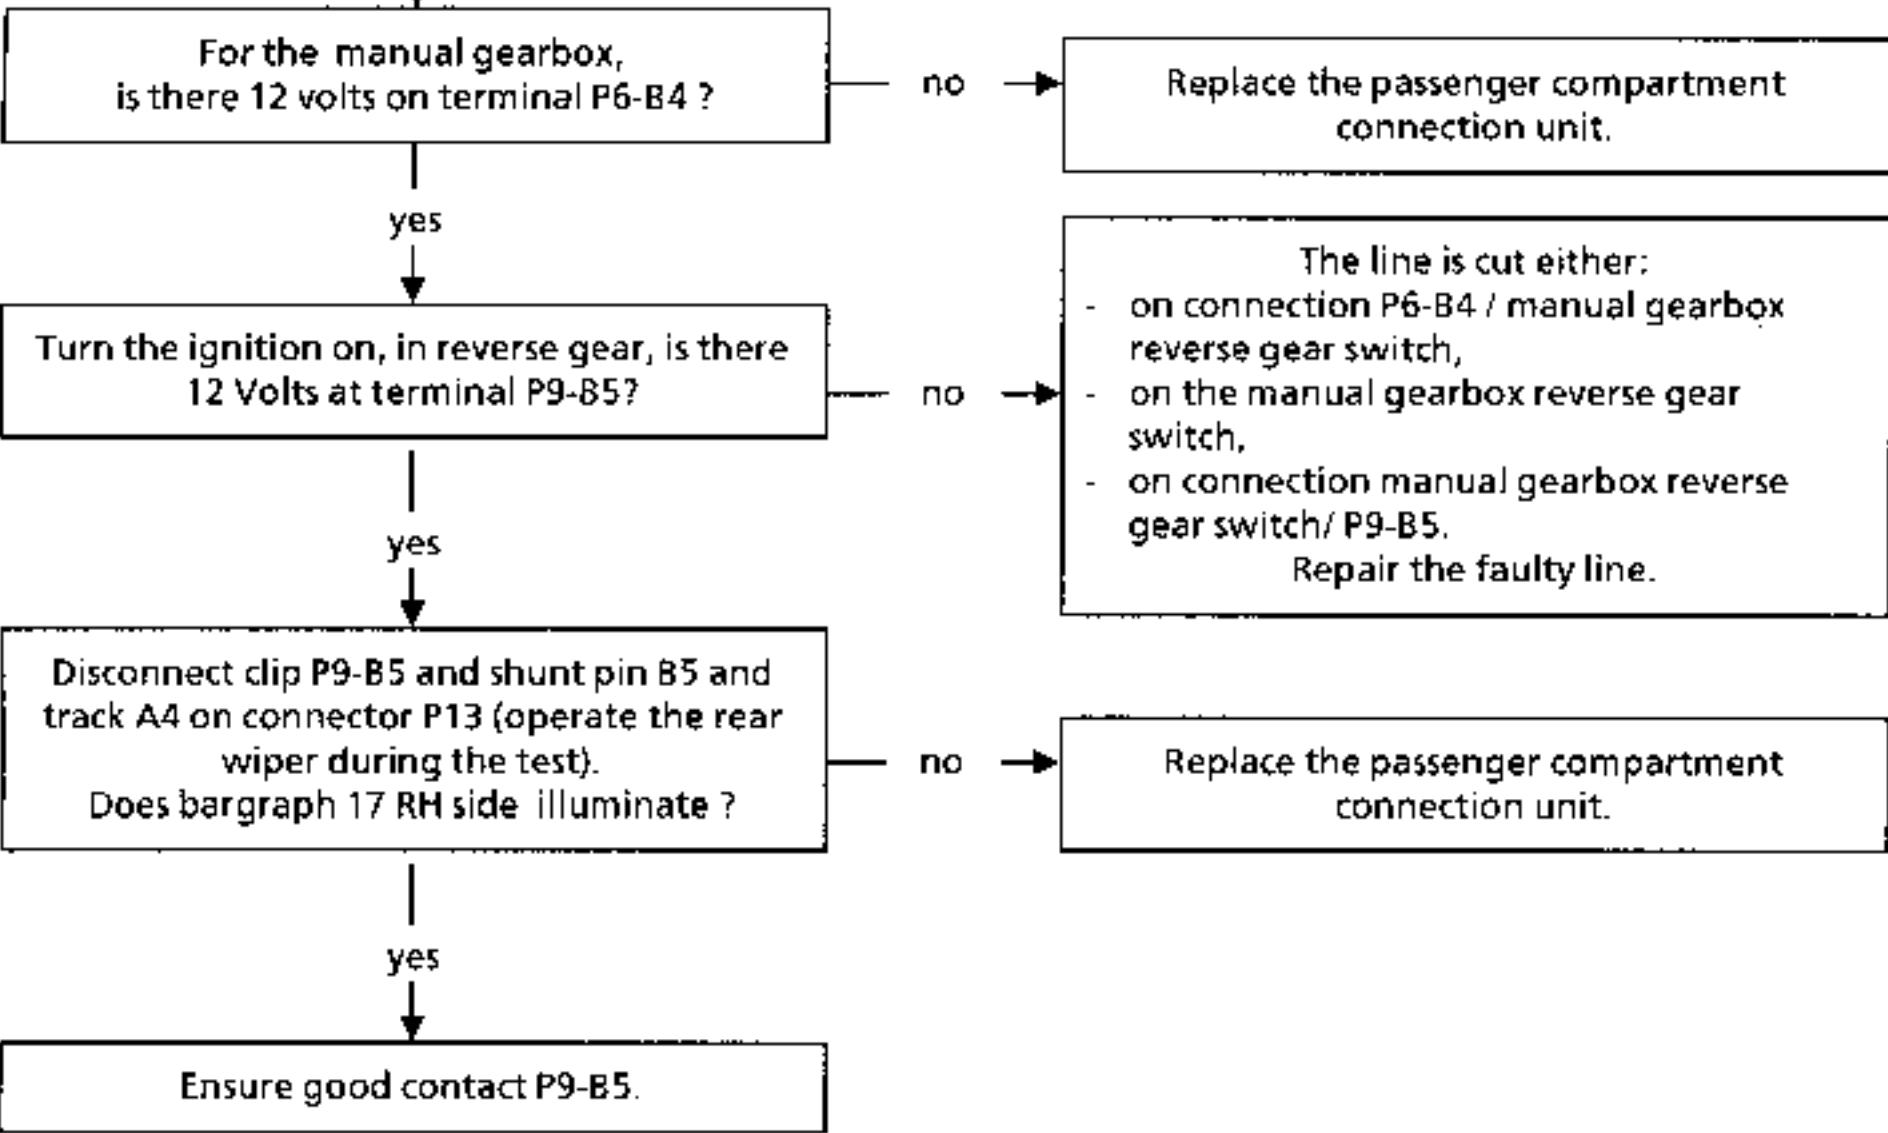 For the manual gearbox,
is there 12 volts on terminal P6-B4 ?
no
Replace the passenger compartment
connection unit.
yes
Turn the ignition on, in reverse gear, is there
12 Volts at terminal P9-B5?
no
The line is cut either:
- on connection P6-B4 / manual gearbox
reverse gear switch,
- on the manual gearbox reverse gear
switch,
- on connection manual gearbox reverse
gear switch/ P9-B5.
Repair the faulty line.
yes
Disconnect clip P9-B5 and shunt pin B5 and
track A4 on connector P13 (operate the rear
wiper during the test).
Does bargraph 17 RH side illuminate ?
no
Replace the passenger compartment
connection unit.
yes
Ensure good contact P9-B5.